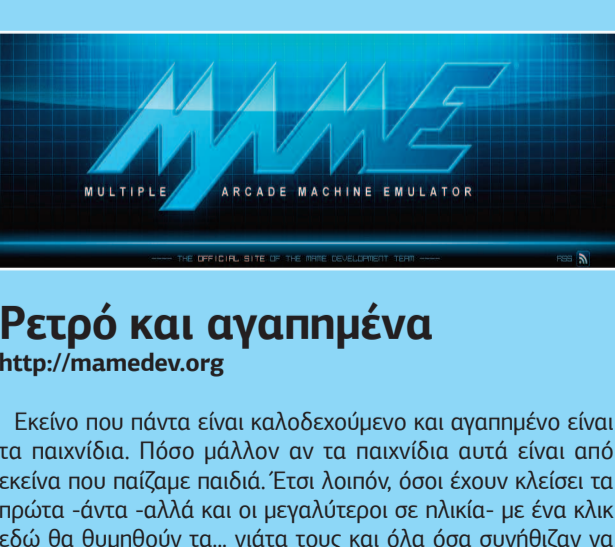 MAME
MULTIPLE ARCADE MACHINE EMULATOR
THE OFFICIAL SITE OF THE MAME DEVELOPMENT TEAM
RSS
Ρετρό και αγαπημένα
http://mamedev.org
Εκείνο που πάντα είναι καλοδεχούμενο και αγαπημένο είναι
τα παιχνίδια. Πόσο μάλλον αν τα παιχνίδια αυτά είναι από
εκείνα που παίζαμε παιδιά. Έτσι λοιπόν, όσοι έχουν κλείσει τα
πρώτα -άντα -αλλά και οι μεγαλύτεροι σε ηλικία- με ένα κλικ
εδώ θα θυμηθούν τα... νιάτα τους και όλα όσα συνήθιζαν να